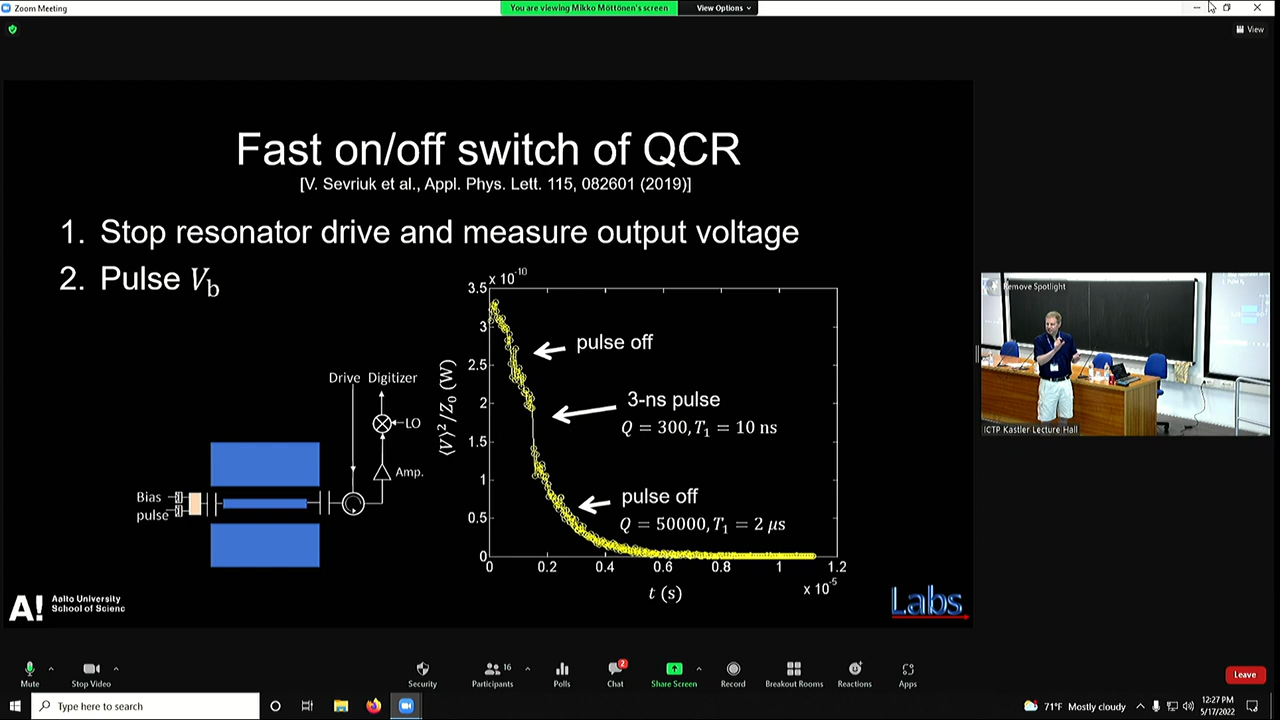 Zoom Meeting
You are viewing Mikko Möttönen's screen
View Options
View
Fast on/off switch of QCR
[V. Sevriuk et al., Appl. Phys. Lett. 115, 082601 (2019)]
1. Stop resonator drive and measure output voltage
2. Pulse V_b
x 10^-10
3.5
3
2.5
2
1.5
1
0.5
0
⟨V⟩²/Z₀ (W)
pulse off
3-ns pulse
Q = 300, T₁ = 10 ns
pulse off
Q = 50000, T₁ = 2 μs
0 0.2 0.4 0.6 0.8 1 1.2
x 10^-5
t (s)
Drive Digitizer
LO
Amp.
Bias
pulse
A! Aalto University
School of Scienc
Labs
Remove Spotlight
ICTP Kastler Lecture Hall
Mute
Stop Video
Security
16
Participants
Polls
2
Chat
Share Screen
Record
Breakout Rooms
Reactions
Apps
Leave
Type here to search
71°F Mostly cloudy
12:27 PM
5/17/2022